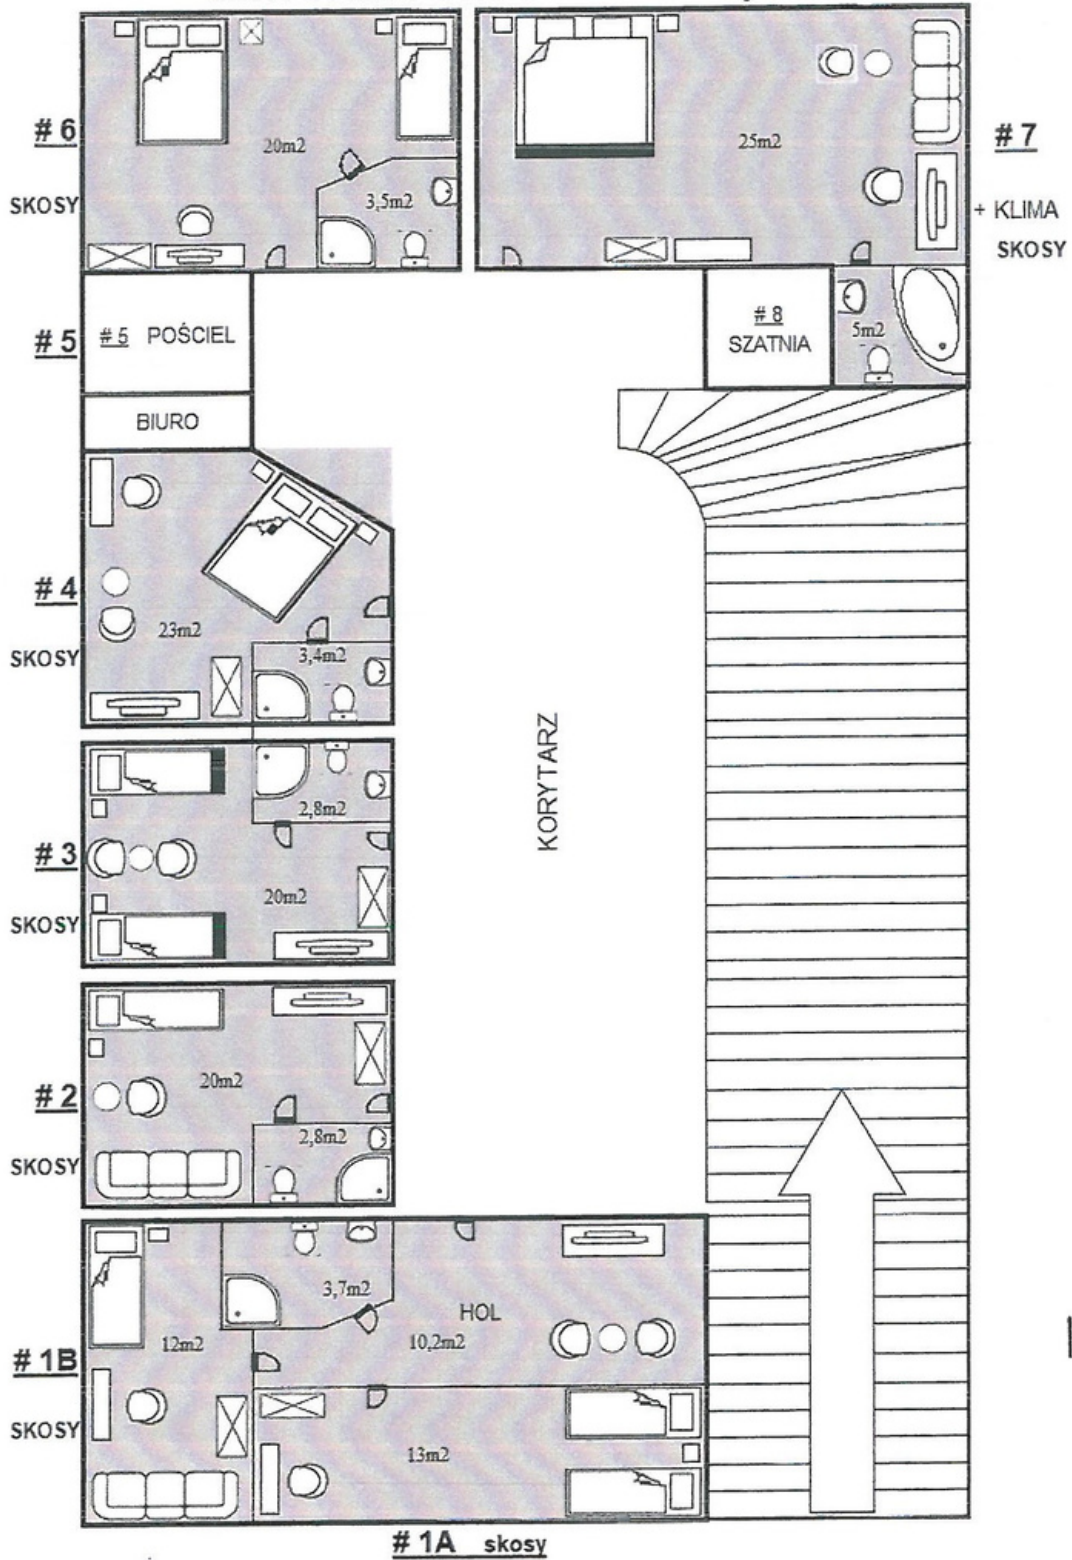 # 6
SKOSY
20m2
3,5m2
25m2
# 7
+ KLIMA
SKOSY
# 5
# 5 POŚCIEL
BIURO
# 8
SZATNIA
5m2
# 4
SKOSY
23m2
3,4m2
KORYTARZ
# 3
SKOSY
2,8m2
20m2
# 2
SKOSY
20m2
2,8m2
# 1B
SKOSY
12m2
3,7m2
HOL
10,2m2
13m2
# 1A skosy